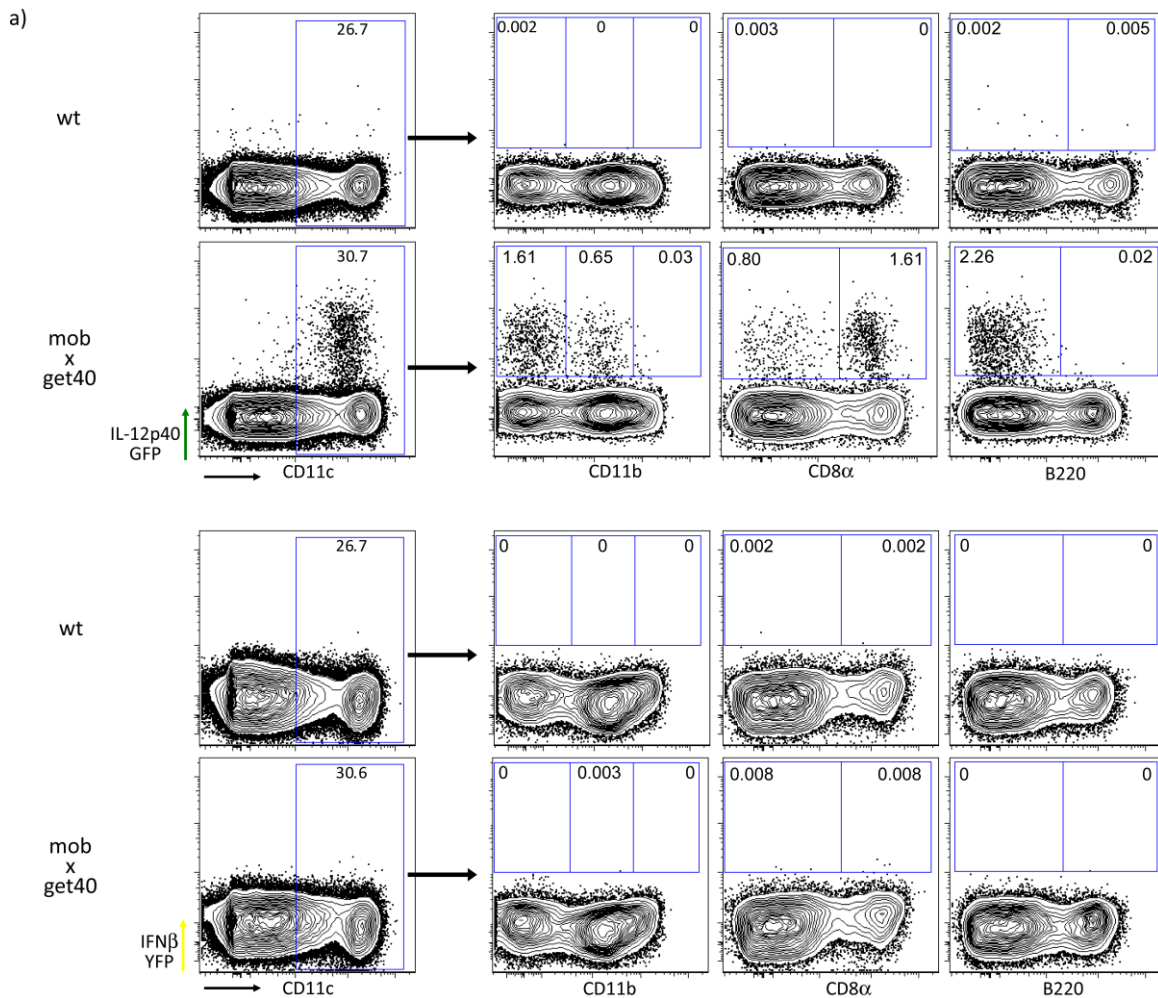 a)
26.7
0.002 0 0
0.003 0
0.002 0.005
wt
30.7
1.61 0.65 0.03
0.80 1.61
2.26 0.02
mob
x
get40
IL-12p40
GFP
CD11c
CD11b
CD8α
B220
26.7
0 0 0
0.002 0.002
0 0
wt
30.6
0 0.003 0
0.008 0.008
0 0
mob
x
get40
IFNβ
YFP
CD11c
CD11b
CD8α
B220